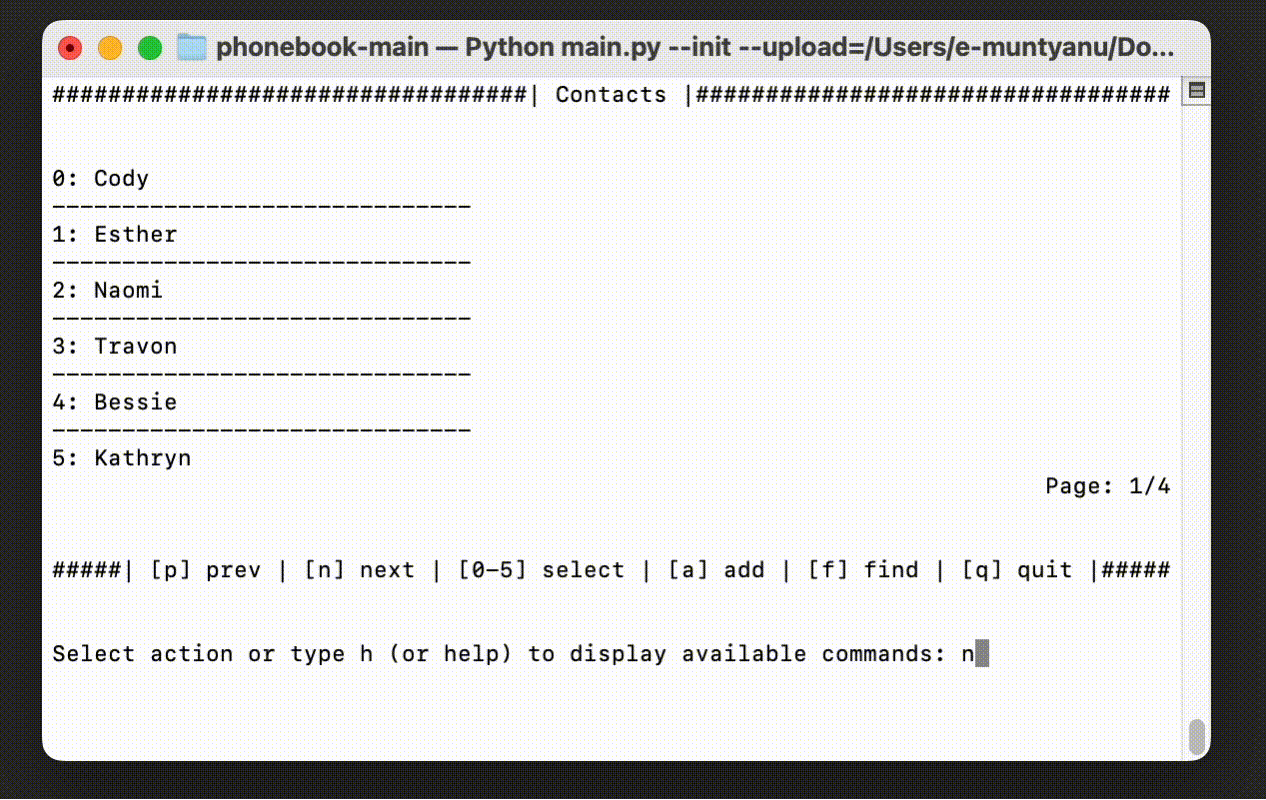 phonebook-main — Python main.py --init --upload=/Users/e-muntyanu/Do...
##################################| Contacts |##################################
0: Cody
------------------------------
1: Esther
------------------------------
2: Naomi
------------------------------
3: Travon
------------------------------
4: Bessie
------------------------------
5: Kathryn
Page: 1/4
#####| [p] prev | [n] next | [0-5] select | [a] add | [f] find | [q] quit |#####
Select action or type h (or help) to display available commands: n